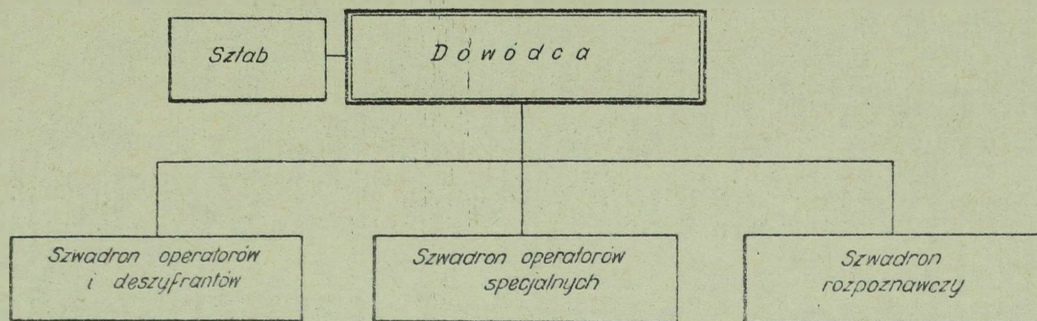 Sztab
Dowódca
Szwadron operatorów
i deszyfrantów
Szwadron operatorów
specjalnych
Szwadron
rozpoznawczy